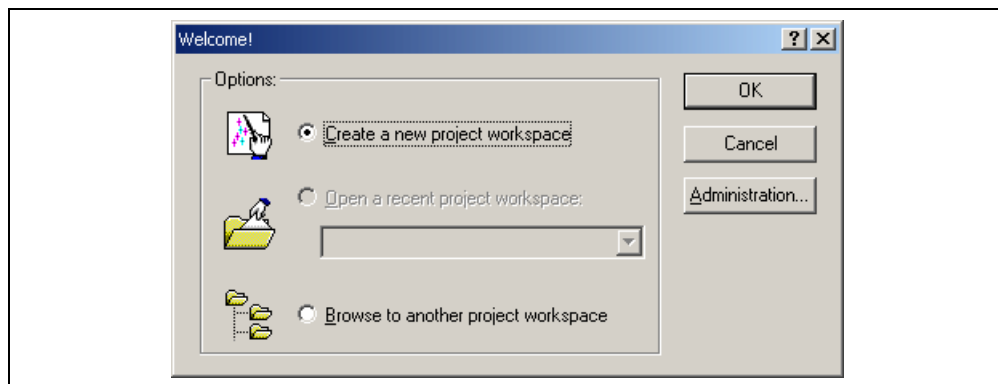 Welcome!
Options:
Create a new project workspace
Open a recent project workspace:
Browse to another project workspace
OK
Cancel
Administration...